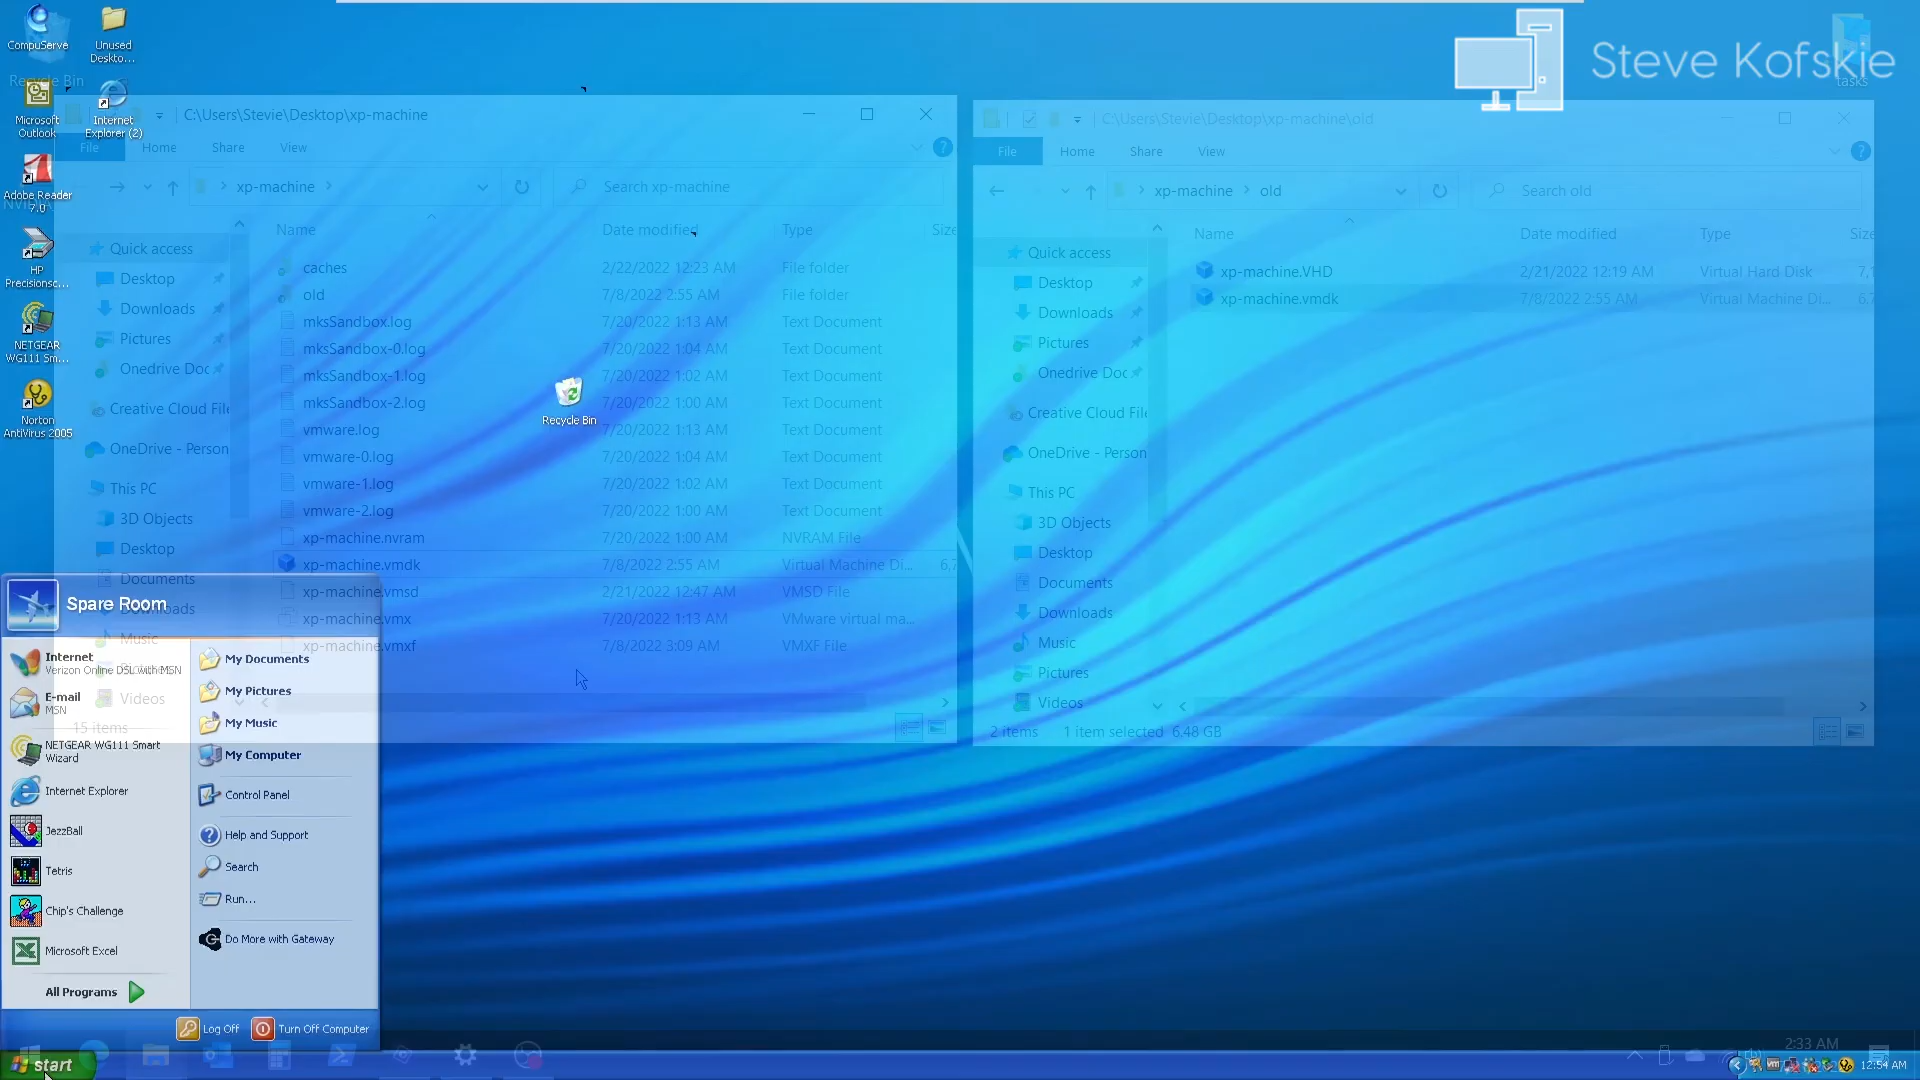 CompuServe
Unused
Deskto...
Recycle Bin
Microsoft
Outlook
Internet
Explorer (2)
Adobe Reader
7.0
HP
Precisionsc...
NETGEAR
WG111 Sm...
Norton
AntiVirus 2005
Recycle Bin
Steve Kofskie
tasks
C:\Users\Stevie\Desktop\xp-machine
File Home Share View
xp-machine
Search xp-machine
Name Date modified Type Size
Quick access
Desktop
Downloads
Pictures
Onedrive Doc
Creative Cloud File
OneDrive - Person
This PC
3D Objects
Desktop
Documents
Downloads
Music
Pictures
Videos
caches 2/22/2022 12:23 AM File folder
old 7/8/2022 2:55 AM File folder
mksSandbox.log 7/20/2022 1:13 AM Text Document
mksSandbox-0.log 7/20/2022 1:04 AM Text Document
mksSandbox-1.log 7/20/2022 1:02 AM Text Document
mksSandbox-2.log 7/20/2022 1:00 AM Text Document
vmware.log 7/20/2022 1:13 AM Text Document
vmware-0.log 7/20/2022 1:04 AM Text Document
vmware-1.log 7/20/2022 1:02 AM Text Document
vmware-2.log 7/20/2022 1:00 AM Text Document
xp-machine.nvram 7/20/2022 1:00 AM NVRAM File
xp-machine.vmdk 7/8/2022 2:55 AM Virtual Machine Di... 6,7
xp-machine.vmsd 2/21/2022 12:47 AM VMSD File
xp-machine.vmx 7/20/2022 1:13 AM VMware virtual ma...
xp-machine.vmxf 7/8/2022 3:09 AM VMXF File
15 items
C:\Users\Stevie\Desktop\xp-machine\old
File Home Share View
xp-machine old
Search old
Name Date modified Type Size
Quick access
Desktop
Downloads
Pictures
Onedrive Doc
Creative Cloud File
OneDrive - Person
This PC
3D Objects
Desktop
Documents
Downloads
Music
Pictures
Videos
xp-machine.VHD 2/21/2022 12:19 AM Virtual Hard Disk 7,1
xp-machine.vmdk 7/8/2022 2:55 AM Virtual Machine Di... 6,7
2 items 1 item selected 6.48 GB
Spare Room
Internet
Verizon Online DSL with MSN
E-mail
MSN
NETGEAR WG111 Smart
Wizard
Internet Explorer
JezzBall
Tetris
Chip's Challenge
Microsoft Excel
All Programs
My Documents
My Pictures
My Music
My Computer
Control Panel
Help and Support
Search
Run...
Do More with Gateway
Log Off
Turn Off Computer
start
2:33 AM
12:54 AM